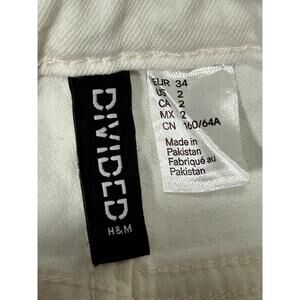 DIVIDED
H&M
EUR 34
US 2
CA 2
MX 2
CN 160/64A
Made in
Pakistan
Fabriqué au
Pakistan